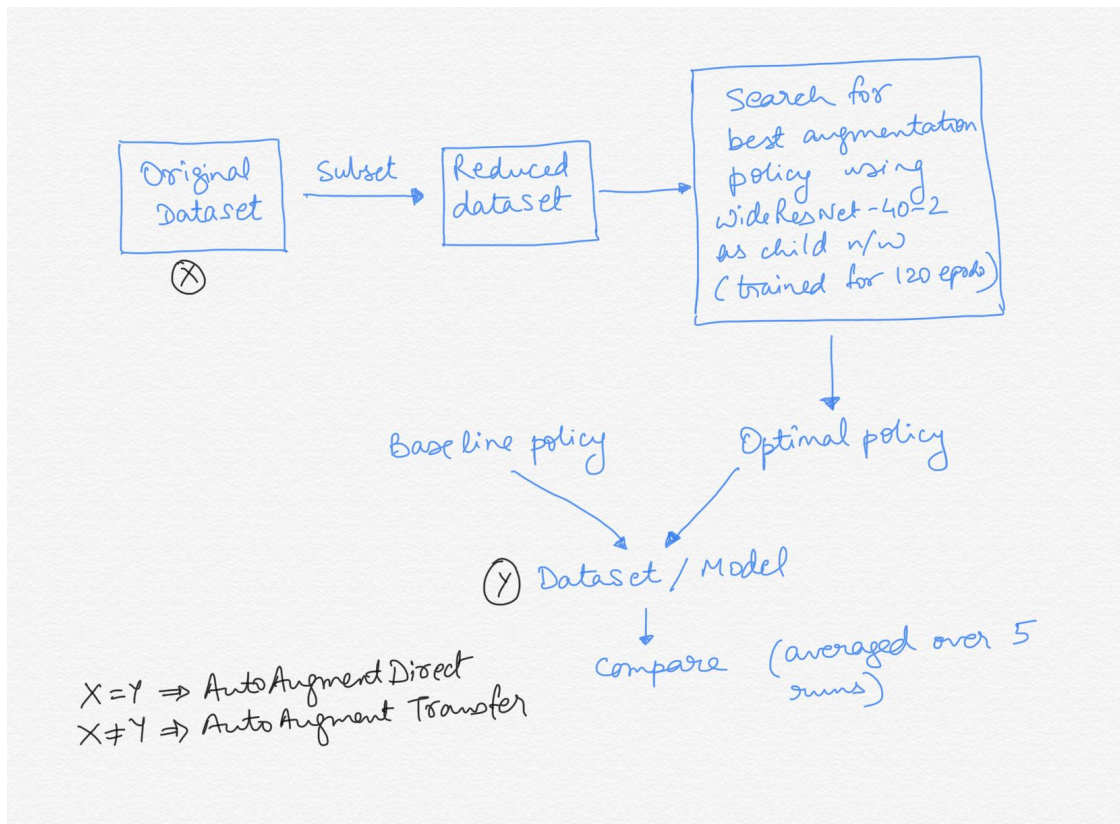 Original
Dataset
X
Subset
Reduced
dataset
Search for
best augmentation
policy using
wideResNet-40-2
as child n/w
(trained for 120 epochs)
Baseline policy
Optimal policy
Y Dataset / Model
Compare (averaged over 5
runs)
X=Y ⇒ AutoAugment Direct
X≠Y ⇒ AutoAugment Transfer